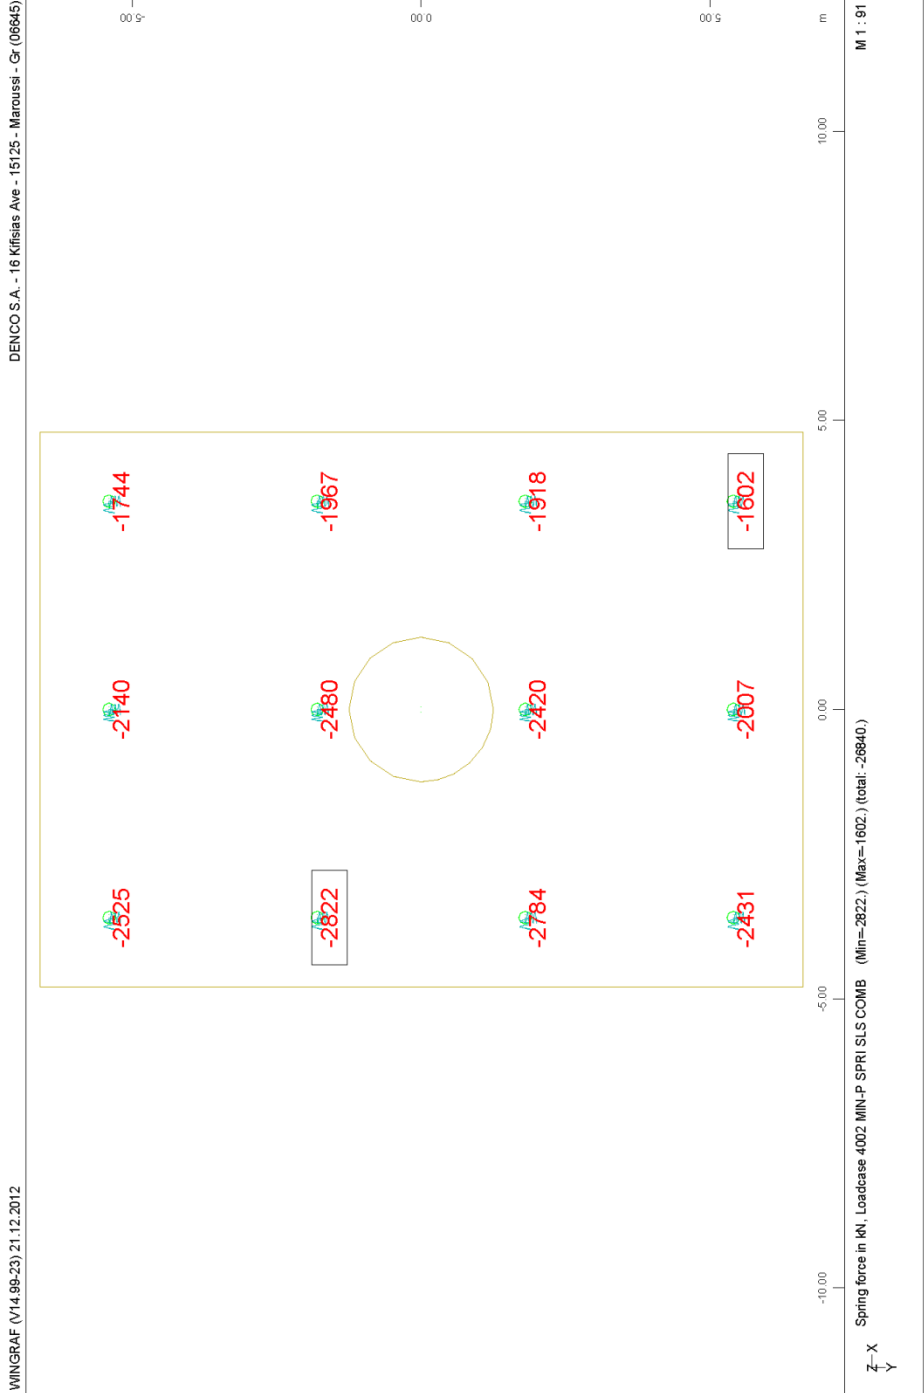 WINGRAF (V14.99-23) 21.12.2012
DENCO S.A. - 16 Kifisias Ave - 15125 - Maroussi - Gr (06645)
-2525 -2140 -1744
-5.00
-2822 -2480 -1967
0.00
-2784 -2420 -1918
5.00
-2431 -2007 -1602
-10.00 -5.00 0.00 5.00 10.00 m
Spring force in kN, Loadcase 4002 MIN-P SPRI SLS COMB (Min=-2822.) (Max=-1602.) (total: -26840.)
M 1 : 91
Z X
Y